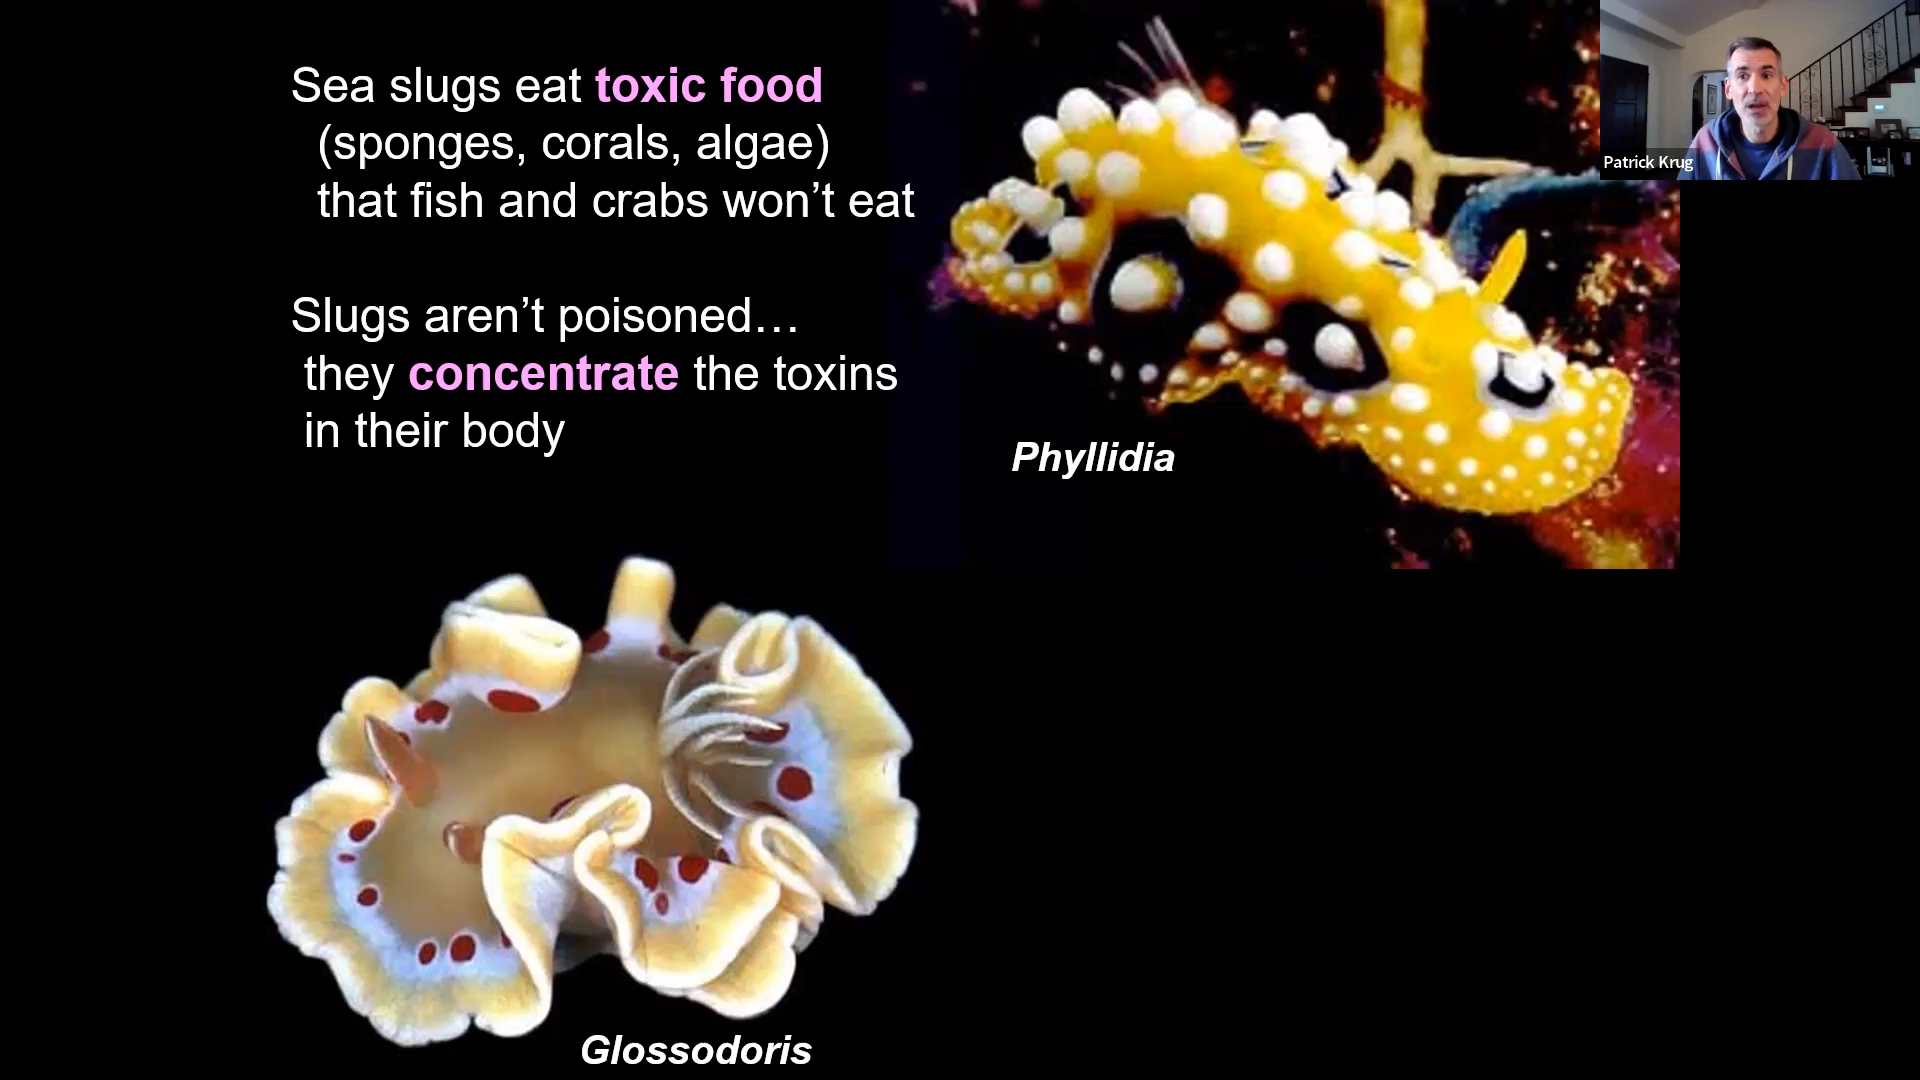 Sea slugs eat toxic food
(sponges, corals, algae)
that fish and crabs won’t eat
Slugs aren’t poisoned…
they concentrate the toxins
in their body
Phyllidia
Glossodoris
Patrick Krug